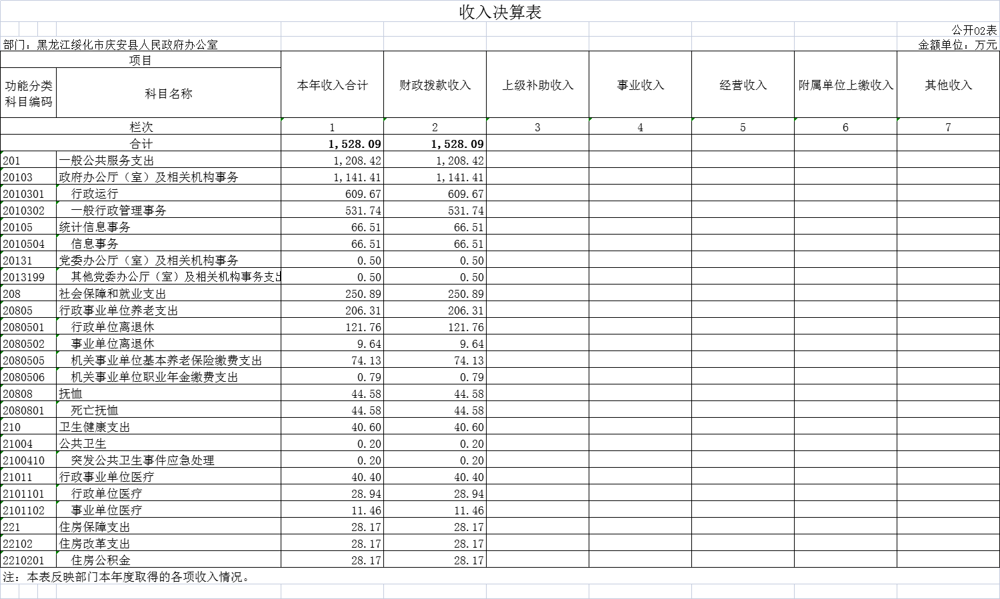 收入决算表
公开02表
部门：黑龙江绥化市庆安县人民政府办公室 金额单位：万元
项目 本年收入合计 财政拨款收入 上级补助收入 事业收入 经营收入 附属单位上缴收入 其他收入
功能分类科目编码 科目名称
栏次 1 2 3 4 5 6 7
合计 1,528.09 1,528.09
201 一般公共服务支出 1,208.42 1,208.42
20103 政府办公厅（室）及相关机构事务 1,141.41 1,141.41
2010301 行政运行 609.67 609.67
2010302 一般行政管理事务 531.74 531.74
20105 统计信息事务 66.51 66.51
2010504 信息事务 66.51 66.51
20131 党委办公厅（室）及相关机构事务 0.50 0.50
2013199 其他党委办公厅（室）及相关机构事务支出 0.50 0.50
208 社会保障和就业支出 250.89 250.89
20805 行政事业单位养老支出 206.31 206.31
2080501 行政单位离退休 121.76 121.76
2080502 事业单位离退休 9.64 9.64
2080505 机关事业单位基本养老保险缴费支出 74.13 74.13
2080506 机关事业单位职业年金缴费支出 0.79 0.79
20808 抚恤 44.58 44.58
2080801 死亡抚恤 44.58 44.58
210 卫生健康支出 40.60 40.60
21004 公共卫生 0.20 0.20
2100410 突发公共卫生事件应急处理 0.20 0.20
21011 行政事业单位医疗 40.40 40.40
2101101 行政单位医疗 28.94 28.94
2101102 事业单位医疗 11.46 11.46
221 住房保障支出 28.17 28.17
22102 住房改革支出 28.17 28.17
2210201 住房公积金 28.17 28.17
注：本表反映部门本年度取得的各项收入情况。